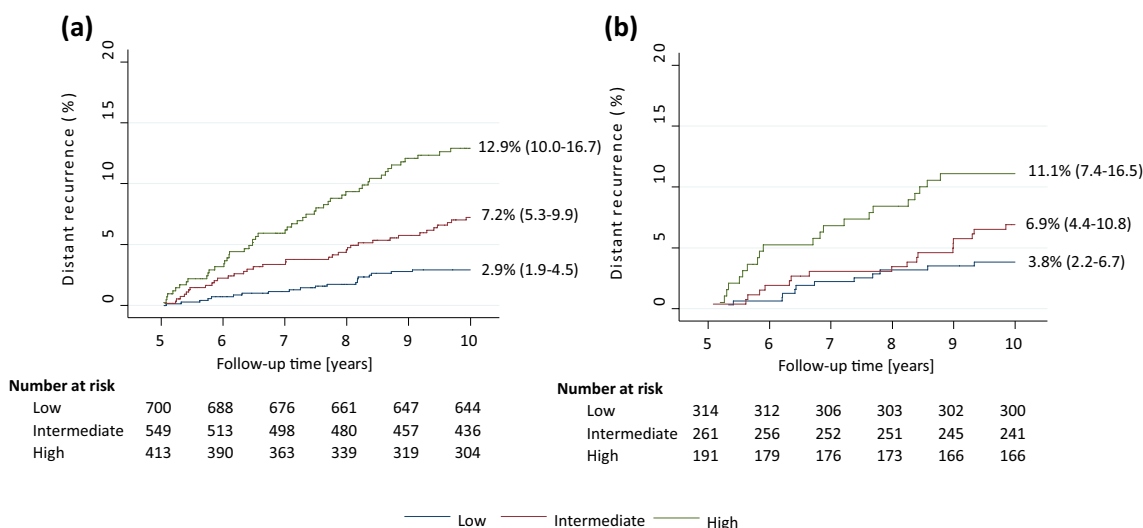 (a)
Distant recurrence (%)
20
15
10
5
0
12.9% (10.0-16.7)
7.2% (5.3-9.9)
2.9% (1.9-4.5)
5 6 7 8 9 10
Follow-up time [years]
Number at risk
Low 700 688 676 661 647 644
Intermediate 549 513 498 480 457 436
High 413 390 363 339 319 304
(b)
Distant recurrence (%)
20
15
10
5
0
11.1% (7.4-16.5)
6.9% (4.4-10.8)
3.8% (2.2-6.7)
5 6 7 8 9 10
Follow-up time [years]
Number at risk
Low 314 312 306 303 302 300
Intermediate 261 256 252 251 245 241
High 191 179 176 173 166 166
Low Intermediate High